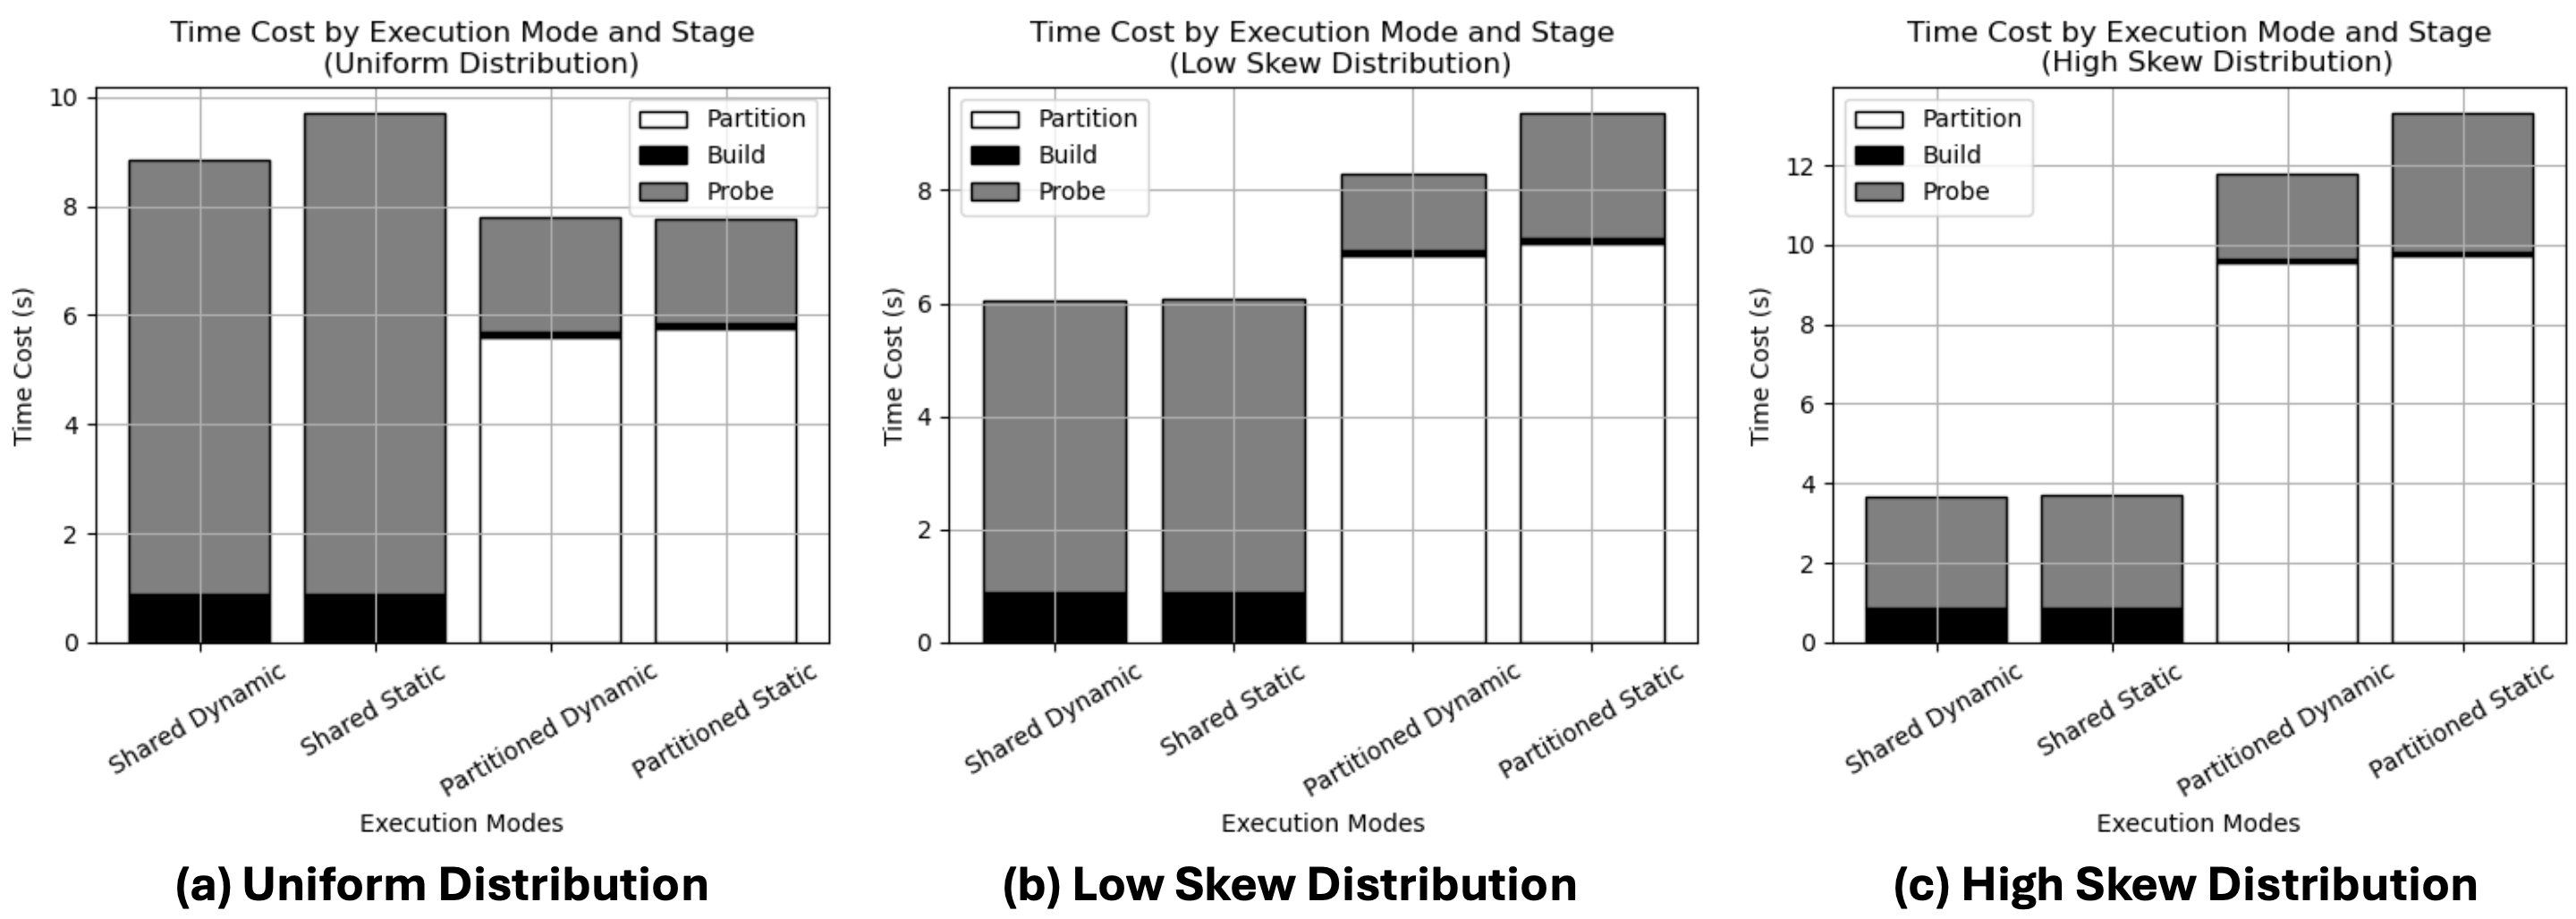 Time Cost by Execution Mode and Stage
(Uniform Distribution)
10
8
6
4
2
0
Time Cost (s)
Partition
Build
Probe
Shared Dynamic
Shared Static
Partitioned Dynamic
Partitioned Static
Execution Modes
(a) Uniform Distribution
Time Cost by Execution Mode and Stage
(Low Skew Distribution)
8
6
4
2
0
Time Cost (s)
Partition
Build
Probe
Shared Dynamic
Shared Static
Partitioned Dynamic
Partitioned Static
Execution Modes
(b) Low Skew Distribution
Time Cost by Execution Mode and Stage
(High Skew Distribution)
12
10
8
6
4
2
0
Time Cost (s)
Partition
Build
Probe
Shared Dynamic
Shared Static
Partitioned Dynamic
Partitioned Static
Execution Modes
(c) High Skew Distribution